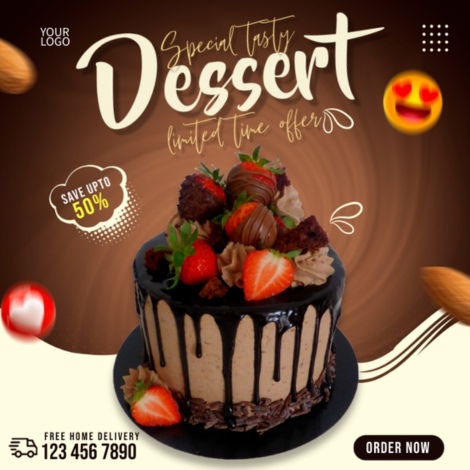 YOUR
LOGO
Special tasty
Dessert
limited time offer
SAVE UPTO
50%
FREE HOME DELIVERY
123 456 7890
ORDER NOW